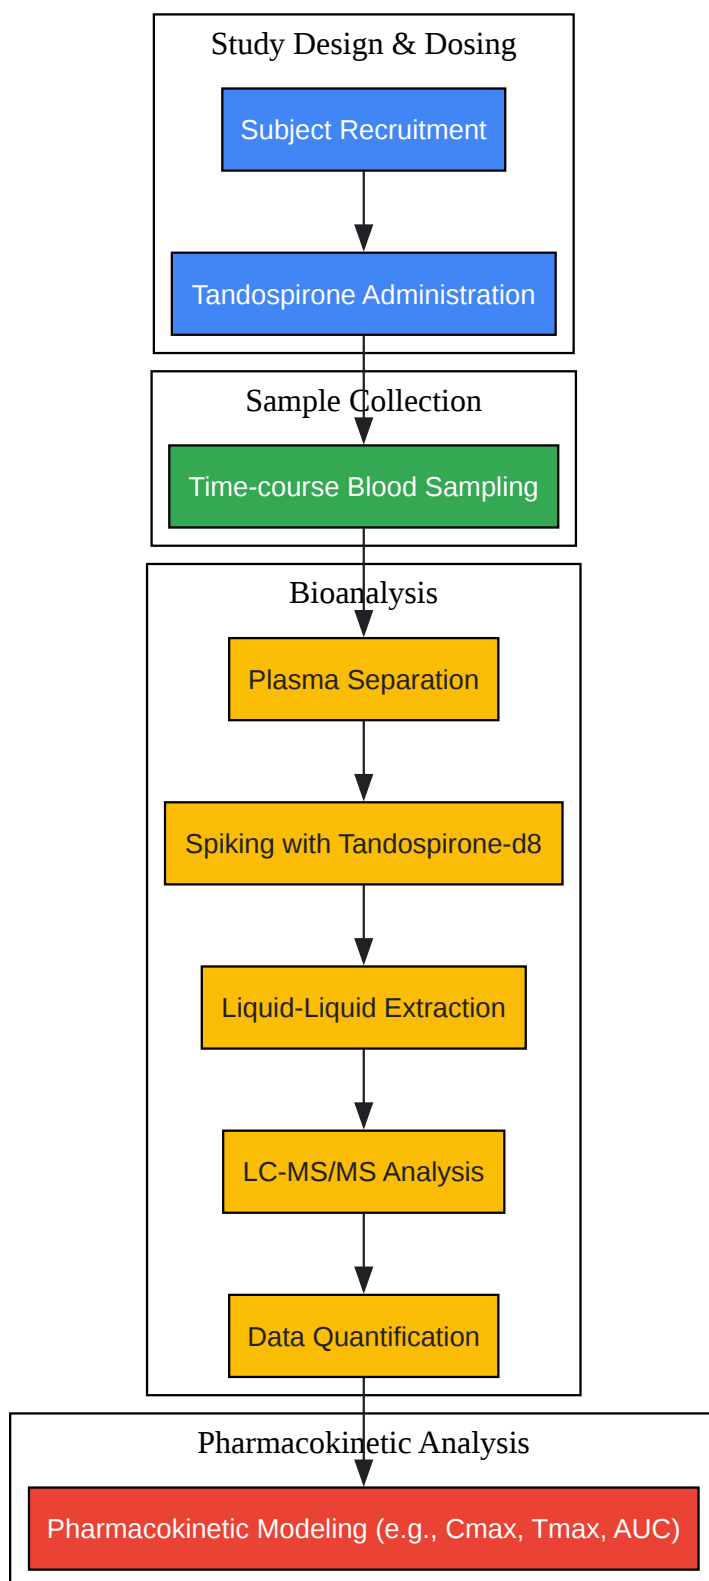 Study Design & Dosing
Subject Recruitment
Tandospirone Administration
Sample Collection
Time-course Blood Sampling
Bioanalysis
Plasma Separation
Spiking with Tandospirone-d8
Liquid-Liquid Extraction
LC-MS/MS Analysis
Data Quantification
Pharmacokinetic Analysis
Pharmacokinetic Modeling (e.g., Cmax, Tmax, AUC)